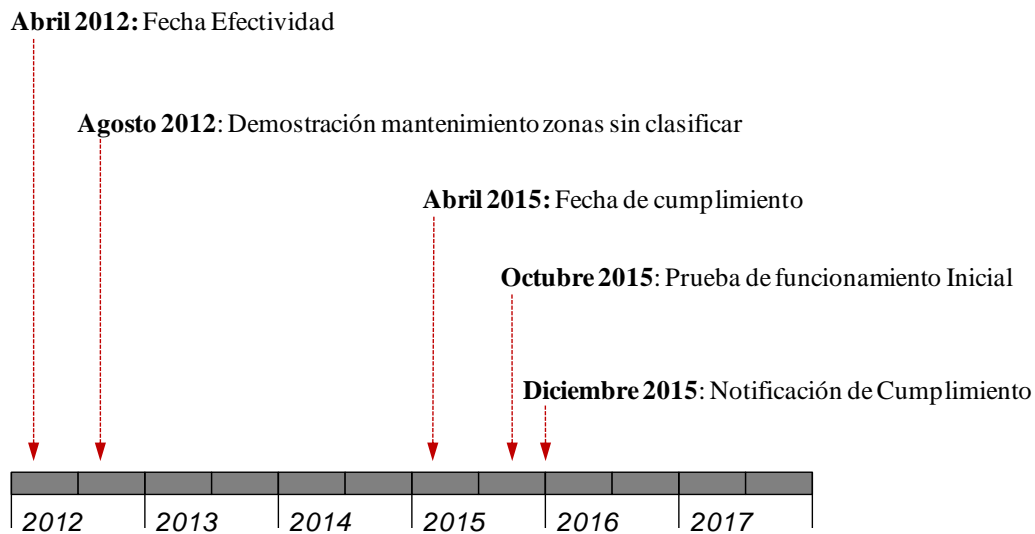 Abril 2012: Fecha Efectividad
Agosto 2012: Demostración mantenimiento zonas sin clasificar
Abril 2015: Fecha de cumplimiento
Octubre 2015: Prueba de funcionamiento Inicial
Diciembre 2015: Notificación de Cumplimiento
2012 2013 2014 2015 2016 2017